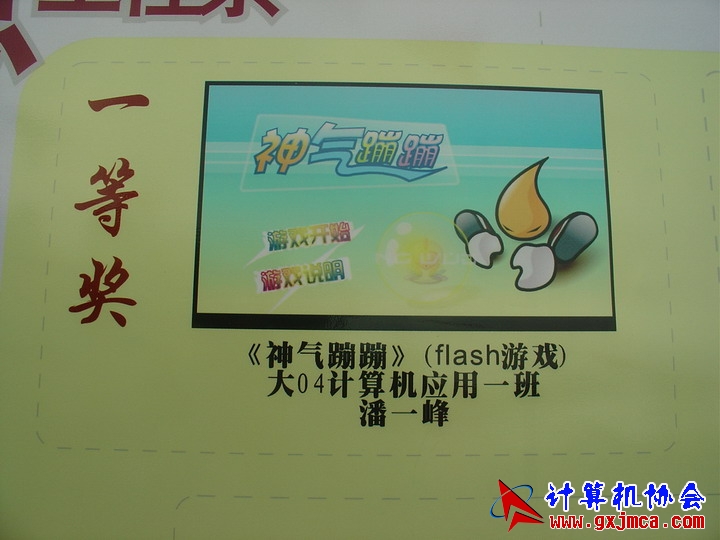 一等奖
神气蹦蹦
游戏开始
游戏说明
《神气蹦蹦》(flash游戏)
大04计算机应用一班
潘一峰
计算机协会
www.gxjmca.com